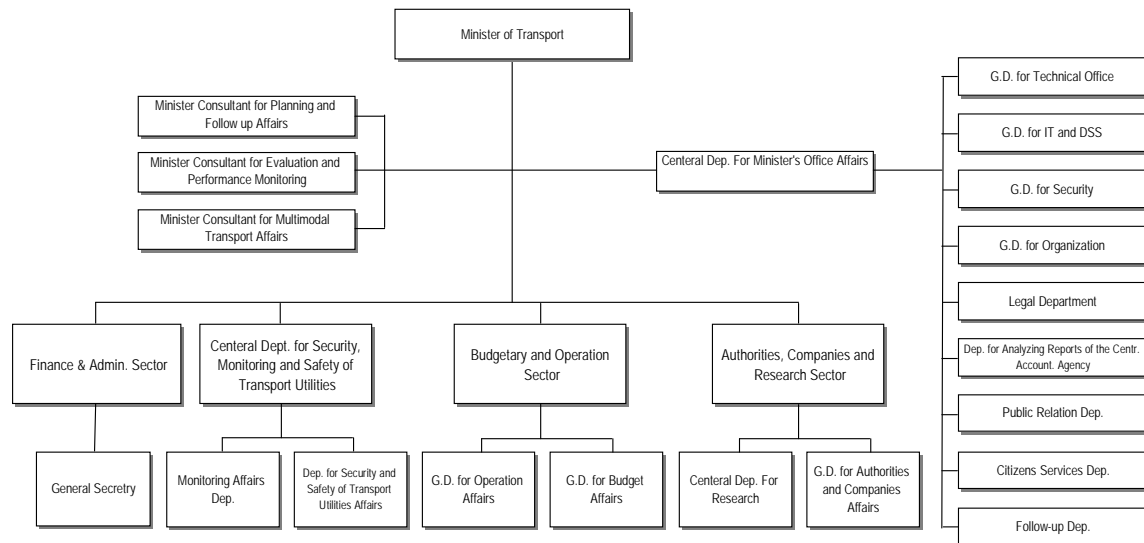 Minister of Transport
Minister Consultant for Planning and
Follow up Affairs
Minister Consultant for Evaluation and
Performance Monitoring
Minister Consultant for Multimodal
Transport Affairs
Centeral Dep. For Minister's Office Affairs
G.D. for Technical Office
G.D. for IT and DSS
G.D. for Security
G.D. for Organization
Legal Department
Dep. for Analyzing Reports of the Centr.
Account. Agency
Public Relation Dep.
Citizens Services Dep.
Follow-up Dep.
Finance & Admin. Sector
Centeral Dept. for Security,
Monitoring and Safety of
Transport Utilities
Budgetary and Operation
Sector
Authorities, Companies and
Research Sector
General Secretry
Monitoring Affairs
Dep.
Dep. for Security and
Safety of Transport
Utilities Affairs
G.D. for Operation
Affairs
G.D. for Budget
Affairs
Centeral Dep. For
Research
G.D. for Authorities
and Companies
Affairs